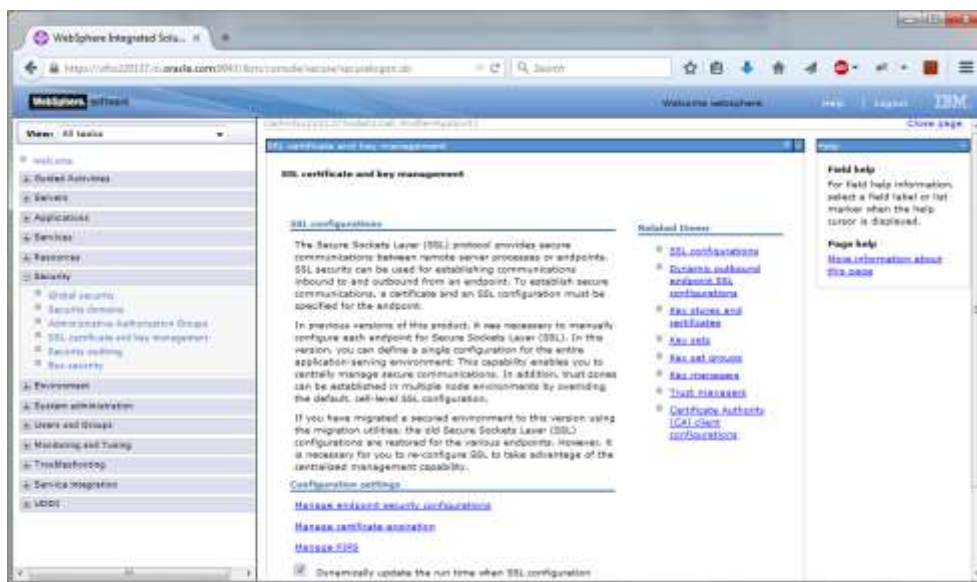 WebSphere Integrated Solu...
Search
WebSphere. software
Welcome websphere
Help | Logout
IBM
View: All tasks
Close page
Welcome
Guided Activities
Servers
Applications
Services
Resources
Security
Global security
Security domains
Administrative Authorization Groups
SSL certificate and key management
Security auditing
Bus security
Environment
System administration
Users and Groups
Monitoring and Tuning
Troubleshooting
Service integration
UDDI
SSL certificate and key management
SSL certificate and key management
SSL configurations
The Secure Sockets Layer (SSL) protocol provides secure
communications between remote server processes or endpoints.
SSL security can be used for establishing communications
inbound to and outbound from an endpoint. To establish secure
communications, a certificate and an SSL configuration must be
specified for the endpoint.
In previous versions of this product, it was necessary to manually
configure each endpoint for Secure Sockets Layer (SSL). In this
version, you can define a single configuration for the entire
application-serving environment. This capability enables you to
centrally manage secure communications. In addition, trust zones
can be established in multiple node environments by overriding
the default, cell-level SSL configuration.
If you have migrated a secured environment to this version using
the migration utilities, the old Secure Sockets Layer (SSL)
configurations are restored for the various endpoints. However, it
is necessary for you to re-configure SSL to take advantage of the
centralized management capability.
Configuration settings
Manage endpoint security configurations
Manage certificate expiration
Manage FIPS
Dynamically update the run time when SSL configuration
Related Items
SSL configurations
Dynamic outbound
endpoint SSL
configurations
Key stores and
certificates
Key sets
Key set groups
Key managers
Trust managers
Certificate Authority
(CA) client
configurations
Help
Field help
For field help information,
select a field label or list
marker when the help
cursor is displayed.
Page help
More information about
this page